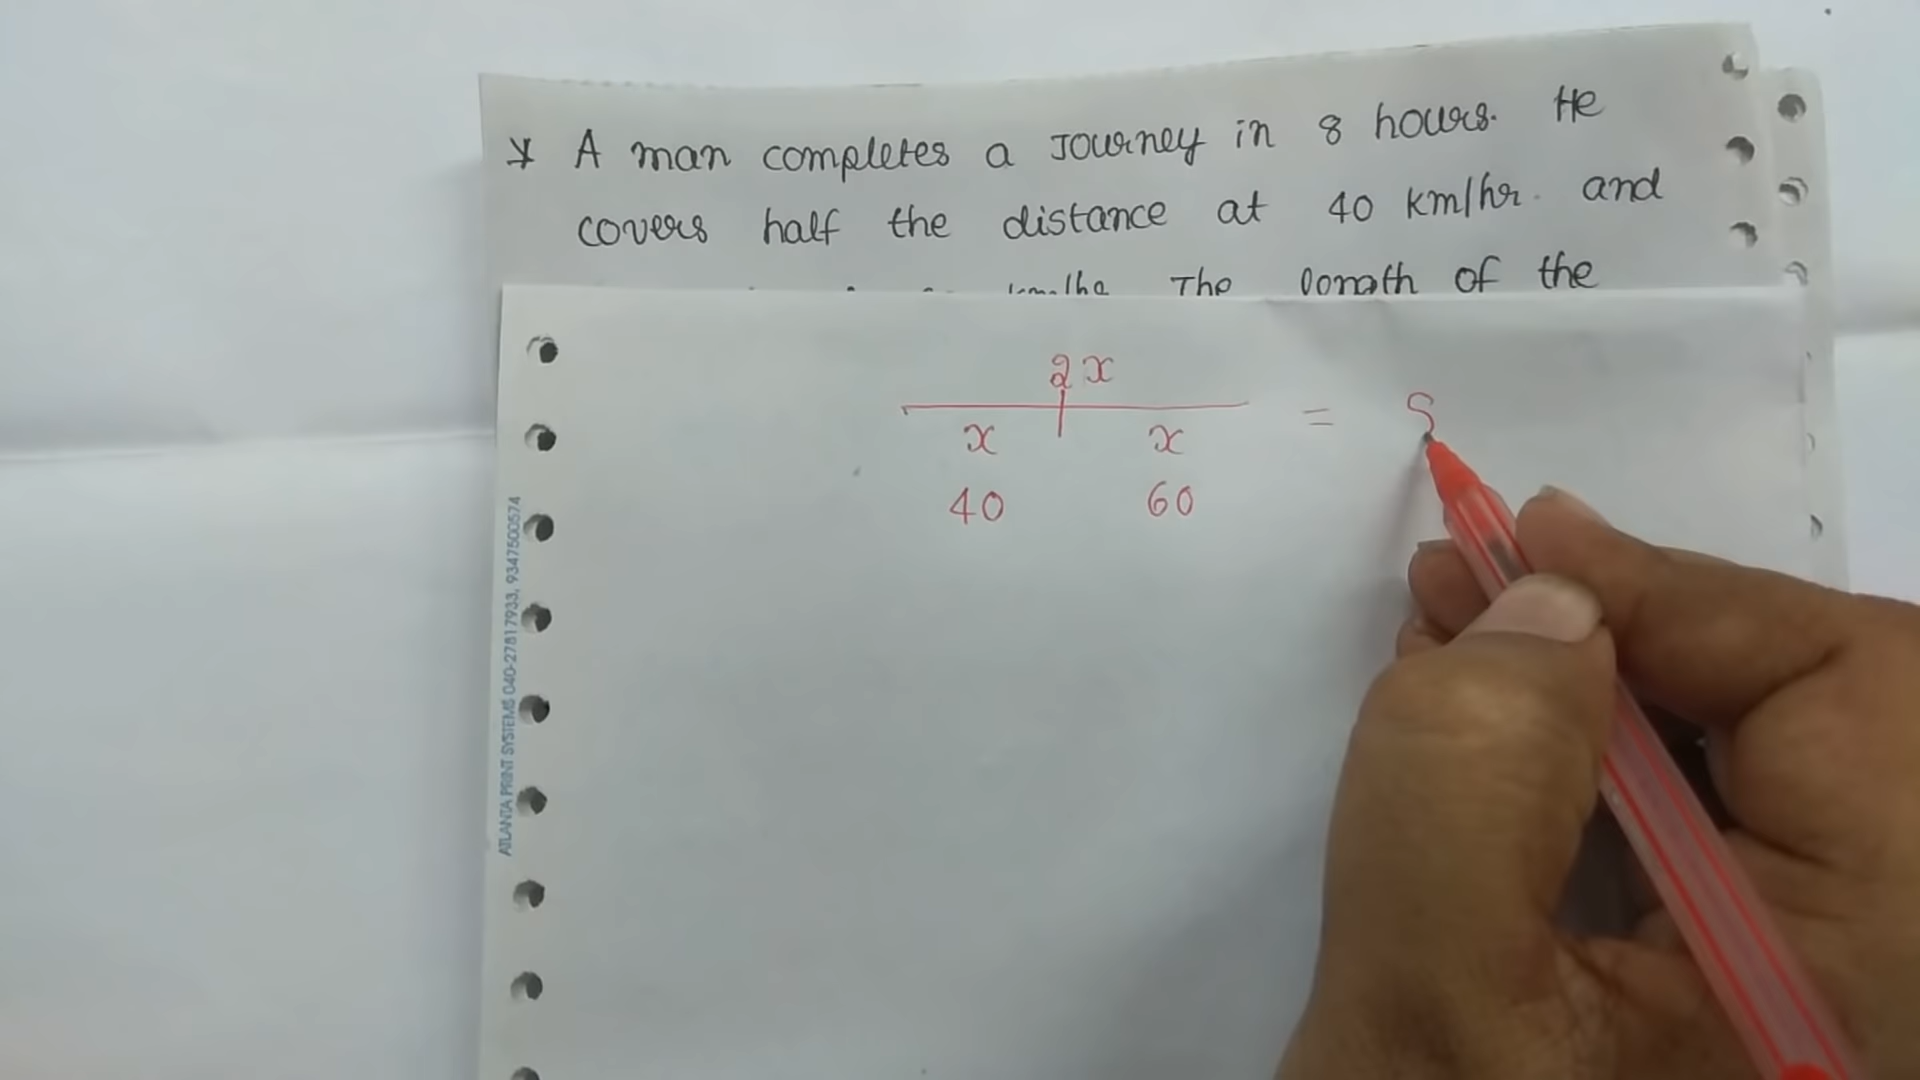 * A man completes a Journey in 8 hours. He
covers half the distance at 40 km/hr. and
The length of the
2x
x x
40 60
=
ATLANTA PRINT SYSTEMS 040-27817933, 9347500574